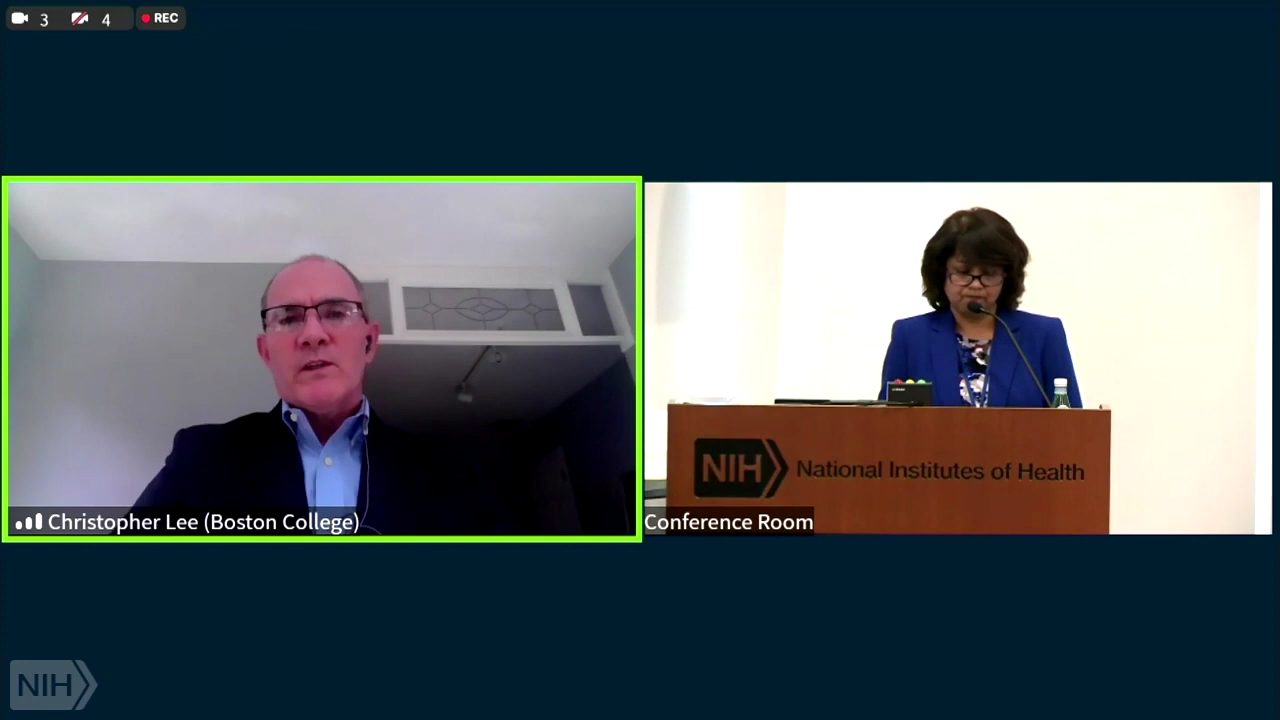 3 4 REC
NIH National Institutes of Health
Christopher Lee (Boston College)
Conference Room
NIH